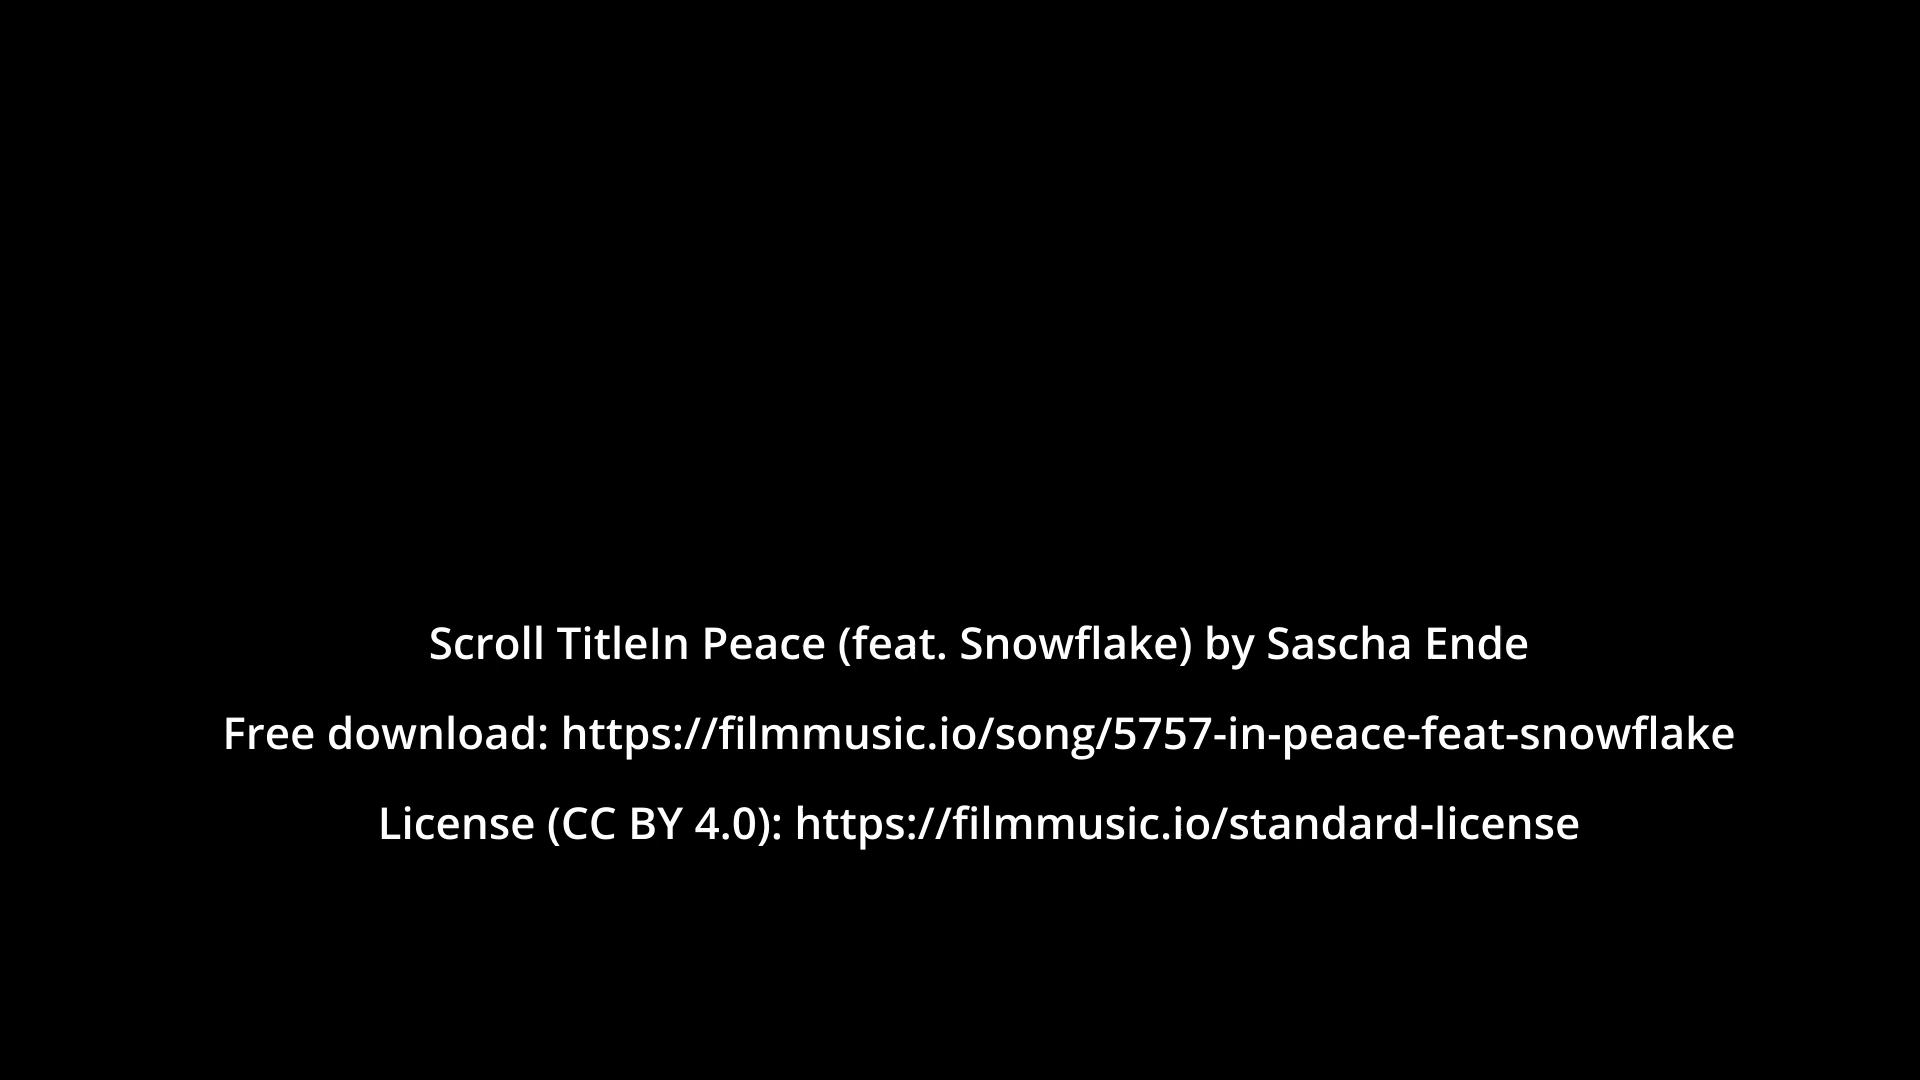 Scroll TitleIn Peace (feat. Snowflake) by Sascha Ende
Free download: https://filmmusic.io/song/5757-in-peace-feat-snowflake
License (CC BY 4.0): https://filmmusic.io/standard-license